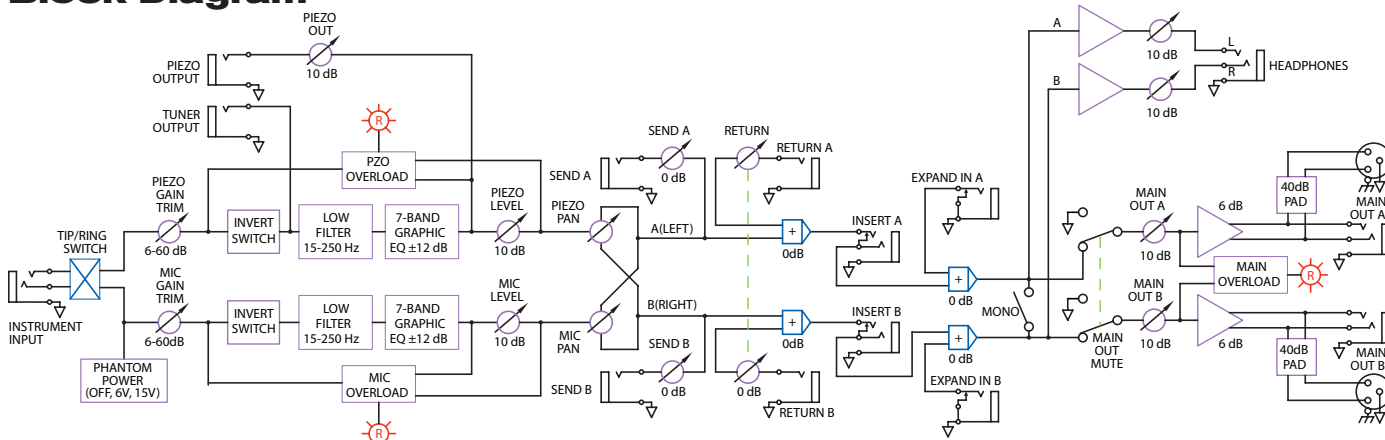 Block Diagram
PIEZO
OUT
10 dB
PIEZO
OUTPUT
TUNER
OUTPUT
R
PZO
OVERLOAD
PIEZO
GAIN
TRIM
6-60 dB
INVERT
SWITCH
LOW
FILTER
15-250 Hz
7-BAND
GRAPHIC
EQ ±12 dB
PIEZO
LEVEL
10 dB
PIEZO
PAN
TIP/RING
SWITCH
INSTRUMENT
INPUT
MIC
GAIN
TRIM
6-60dB
INVERT
SWITCH
LOW
FILTER
15-250 Hz
7-BAND
GRAPHIC
EQ ±12 dB
MIC
LEVEL
10 dB
MIC
PAN
PHANTOM
POWER
(OFF, 6V, 15V)
MIC
OVERLOAD
R
SEND A
0 dB
SEND A
A(LEFT)
B(RIGHT)
SEND B
0 dB
SEND B
RETURN
RETURN A
+
0dB
+
0dB
0 dB
RETURN B
INSERT A
INSERT B
EXPAND IN A
+
0 dB
+
0 dB
EXPAND IN B
MONO
A
10 dB
B
10 dB
L
R
HEADPHONES
MAIN
OUT A
10 dB
6 dB
MAIN
OUT B
10 dB
6 dB
MAIN
OUT
MUTE
MAIN
OVERLOAD
R
40dB
PAD
MAIN
OUT A
40dB
PAD
MAIN
OUT B